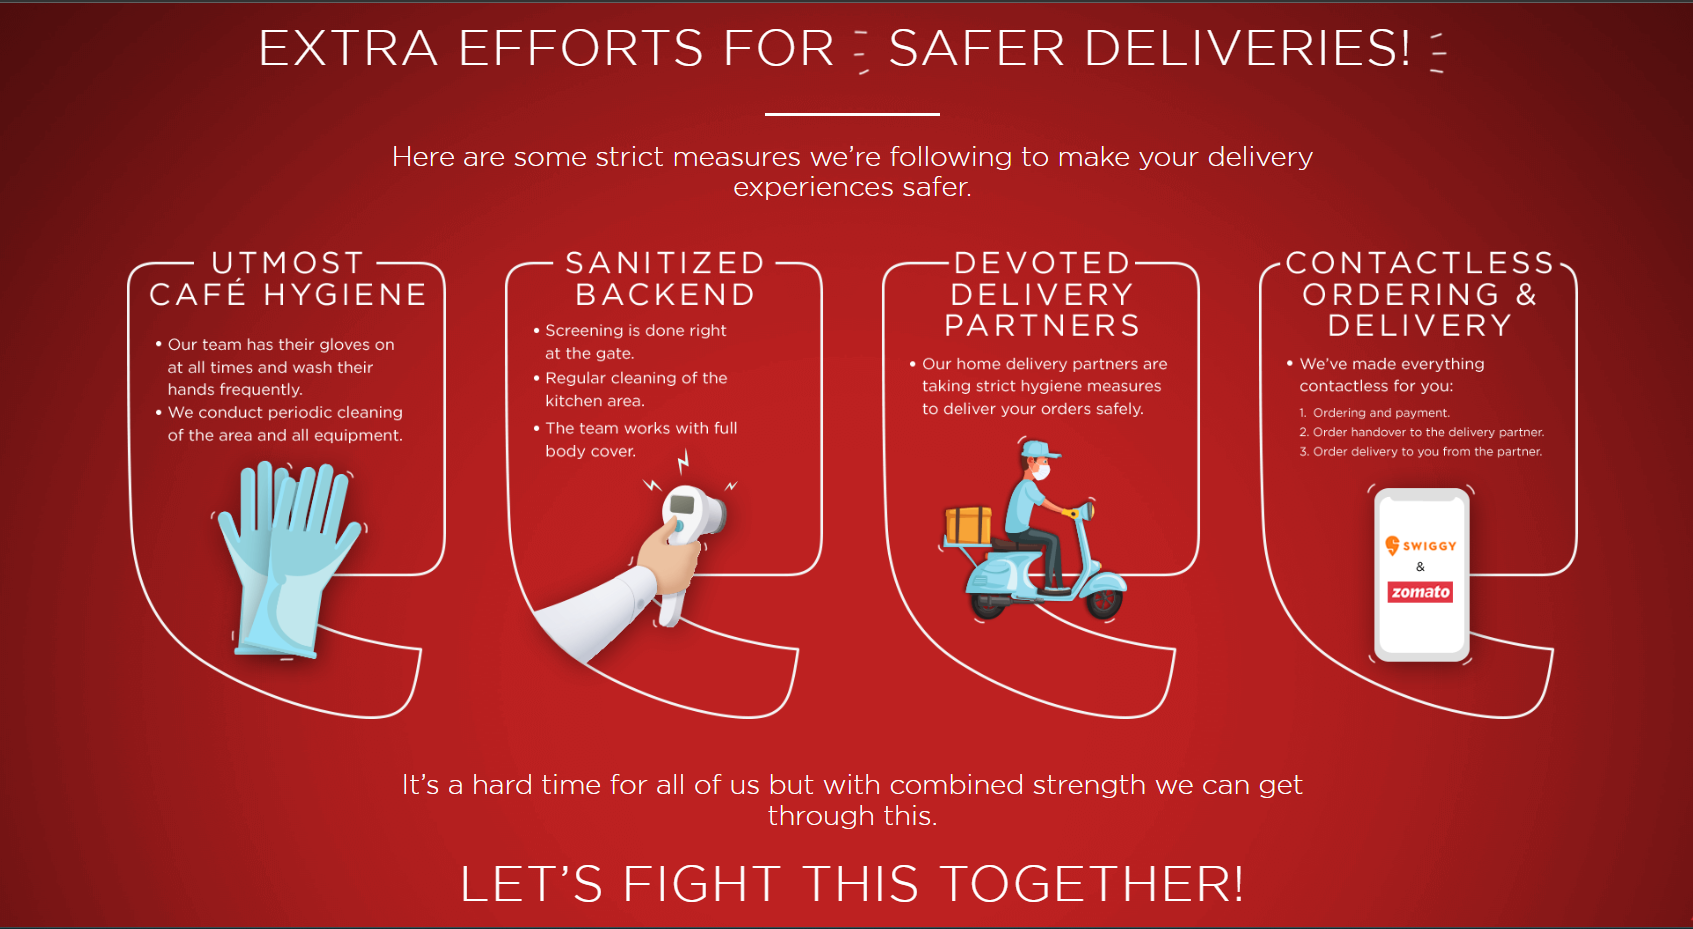 EXTRA EFFORTS FOR SAFER DELIVERIES!
Here are some strict measures we’re following to make your delivery
experiences safer.
UTMOST
CAFÉ HYGIENE
• Our team has their gloves on
at all times and wash their
hands frequently.
• We conduct periodic cleaning
of the area and all equipment.
SANITIZED
BACKEND
• Screening is done right
at the gate.
• Regular cleaning of the
kitchen area.
• The team works with full
body cover.
DEVOTED
DELIVERY
PARTNERS
• Our home delivery partners are
taking strict hygiene measures
to deliver your orders safely.
CONTACTLESS
ORDERING &
DELIVERY
• We’ve made everything
contactless for you:
1. Ordering and payment.
2. Order handover to the delivery partner.
3. Order delivery to you from the partner.
SWIGGY
&
zomato
It’s a hard time for all of us but with combined strength we can get
through this.
LET’S FIGHT THIS TOGETHER!